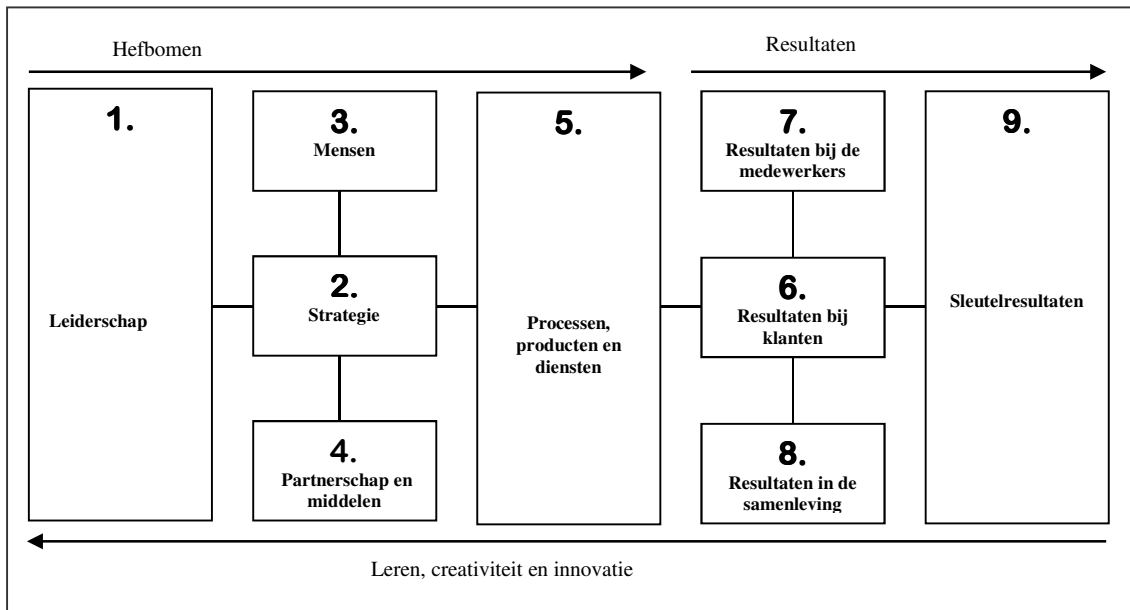 Hefbomen
Resultaten
1.
Leiderschap
3.
Mensen
2.
Strategie
4.
Partnerschap en
middelen
5.
Processen,
producten en
diensten
7.
Resultaten bij de
medewerkers
6.
Resultaten bij
klanten
8.
Resultaten in de
samenleving
9.
Sleutelresultaten
Leren, creativiteit en innovatie